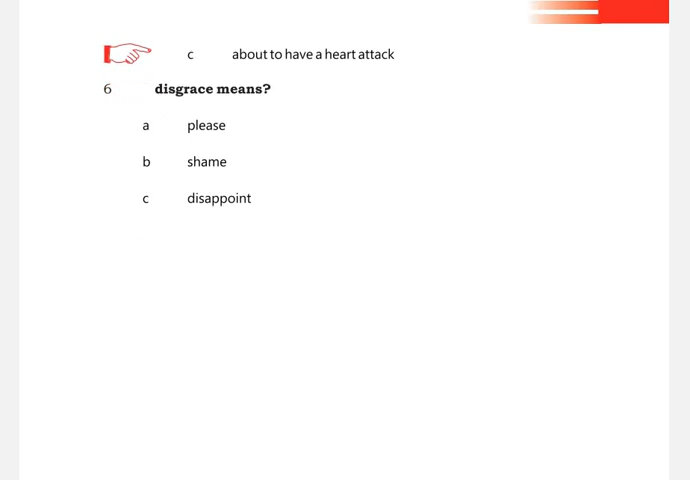 c about to have a heart attack
6 disgrace means?
a please
b shame
c disappoint